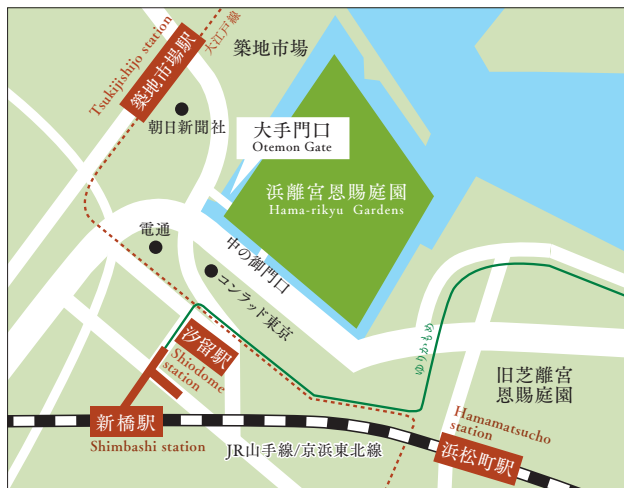 大江戸線
築地市場
Tsukijishijo station
築地市場駅
朝日新聞社
大手門口
Otemon Gate
浜離宮恩賜庭園
Hama-rikyu Gardens
電通
中の御門口
コンラッド東京
ゆりかもめ
汐留駅
Shiodome
station
旧芝離宮
恩賜庭園
新橋駅
Shimbashi station
JR山手線/京浜東北線
Hamamatsucho
station
浜松町駅